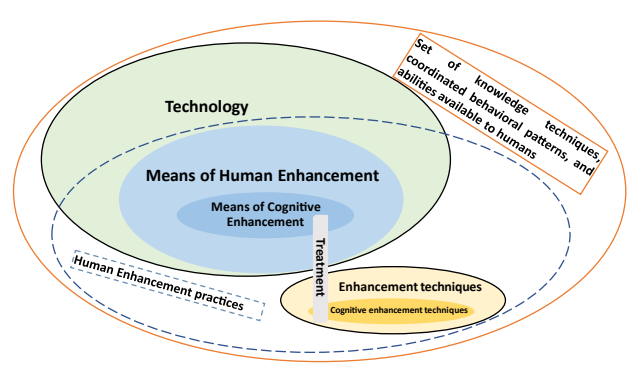 Set of knowledge techniques,
coordinated behavioral patterns, and
abilities available to humans
Technology
Means of Human Enhancement
Means of Cognitive
Enhancement
Treatment
Human Enhancement practices
Enhancement techniques
Cognitive enhancement techniques